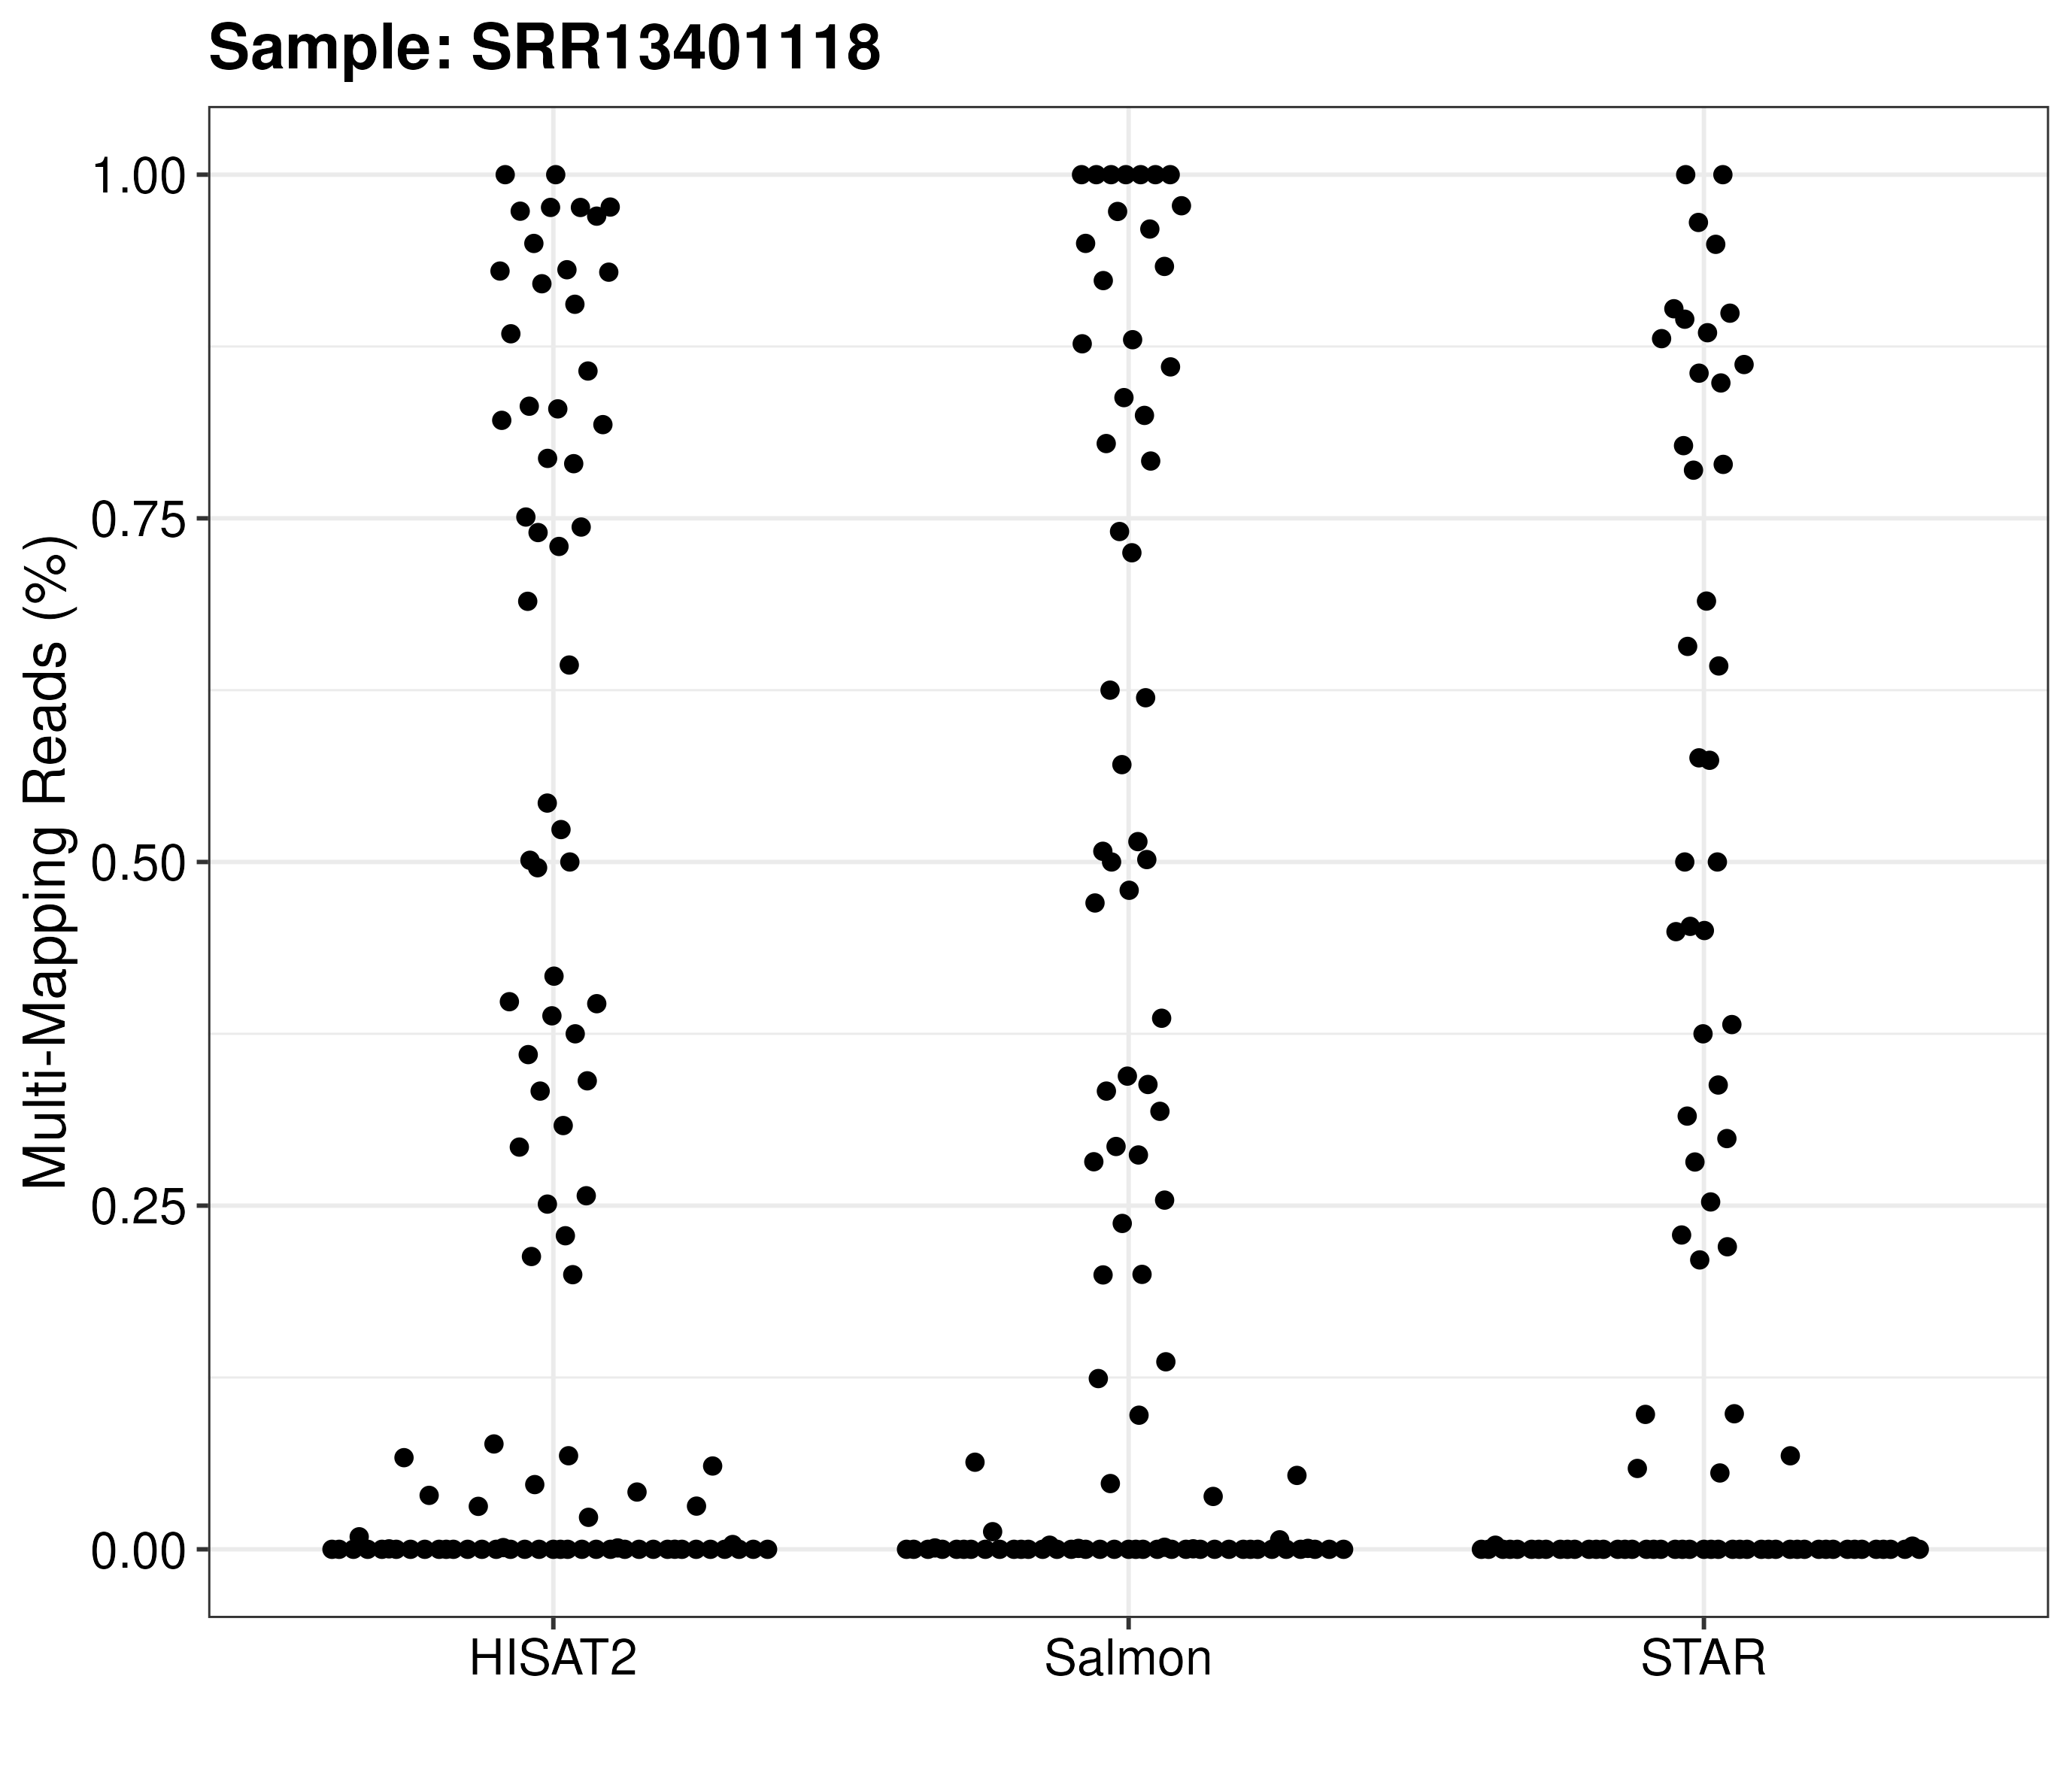 Sample: SRR13401118
Multi-Mapping Reads (%)
1.00
0.75
0.50
0.25
0.00
HISAT2 Salmon STAR